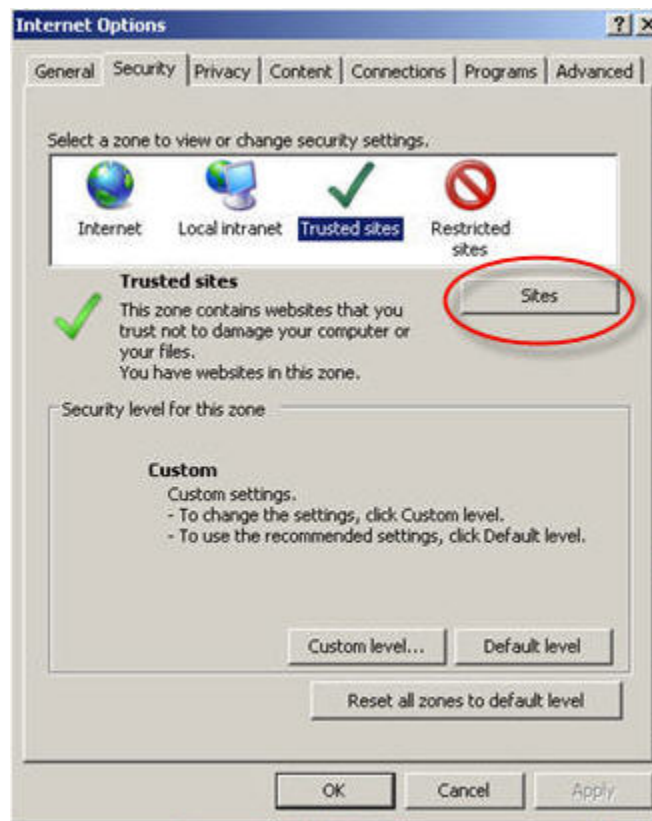 Internet Options
General Security Privacy Content Connections Programs Advanced
Select a zone to view or change security settings.
Internet Local intranet Trusted sites Restricted
sites
Trusted sites
Sites
This zone contains websites that you
trust not to damage your computer or
your files.
You have websites in this zone.
Security level for this zone
Custom
Custom settings.
- To change the settings, click Custom level.
- To use the recommended settings, click Default level.
Custom level... Default level
Reset all zones to default level
OK Cancel Apply